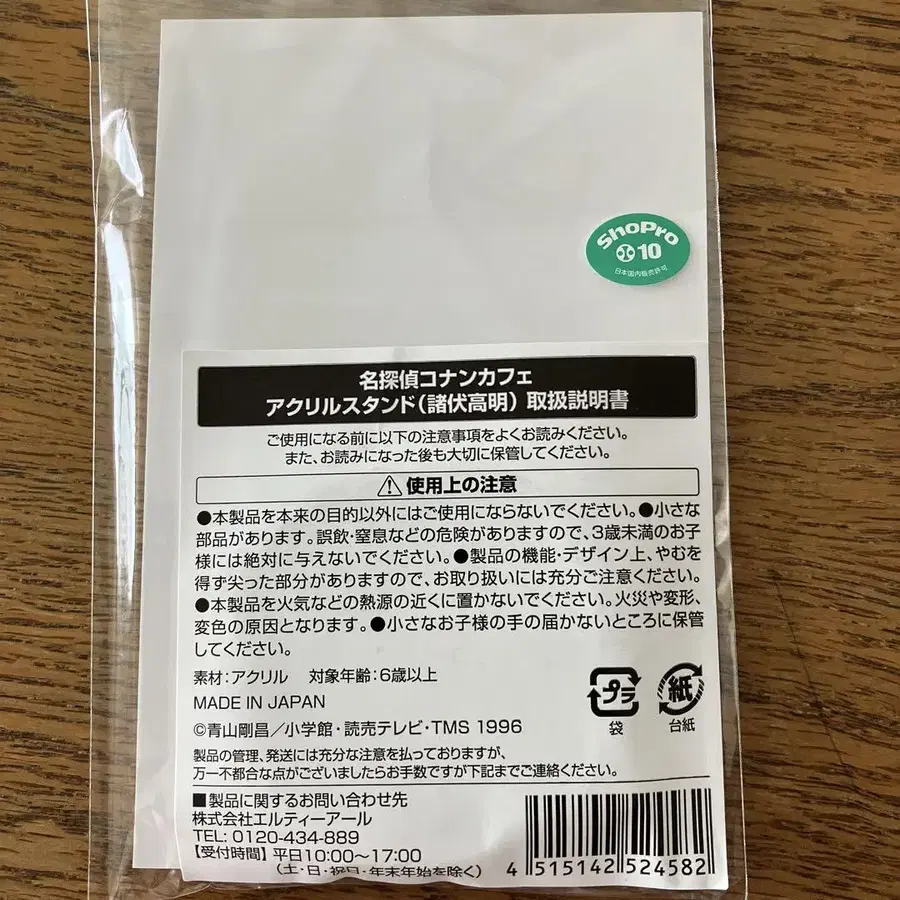 ShoPro
10
日本国内販売許可
名探偵コナンカフェ
アクリルスタンド(諸伏高明) 取扱説明書
ご使用になる前に以下の注意事項をよくお読みください。
また、お読みになった後も大切に保管してください。
使用上の注意
●本製品を本来の目的以外にはご使用にならないでください。●小さな
部品があります。誤飲・窒息などの危険がありますので、3歳未満のお子
様には絶対に与えないでください。●製品の機能・デザイン上、やむを
得ず尖った部分がありますので、お取り扱いには充分ご注意ください。
●本製品を火気などの熱源の近くに置かないでください。火災や変形、
変色の原因となります。●小さなお子様の手の届かないところに保管
してください。
素材:アクリル 対象年齢:6歳以上
MADE IN JAPAN
プラ
袋
紙
台紙
©青山剛昌/小学館・読売テレビ・TMS 1996
製品の管理、発送には充分な注意を払っておりますが、
万一不都合な点がございましたらお手数ですが下記までご連絡ください。
■製品に関するお問い合わせ先
株式会社エルティーアール
TEL: 0120-434-889
【受付時間】平日10:00~17:00
(土・日・祝日・年末年始を除く)
4 515142 524582